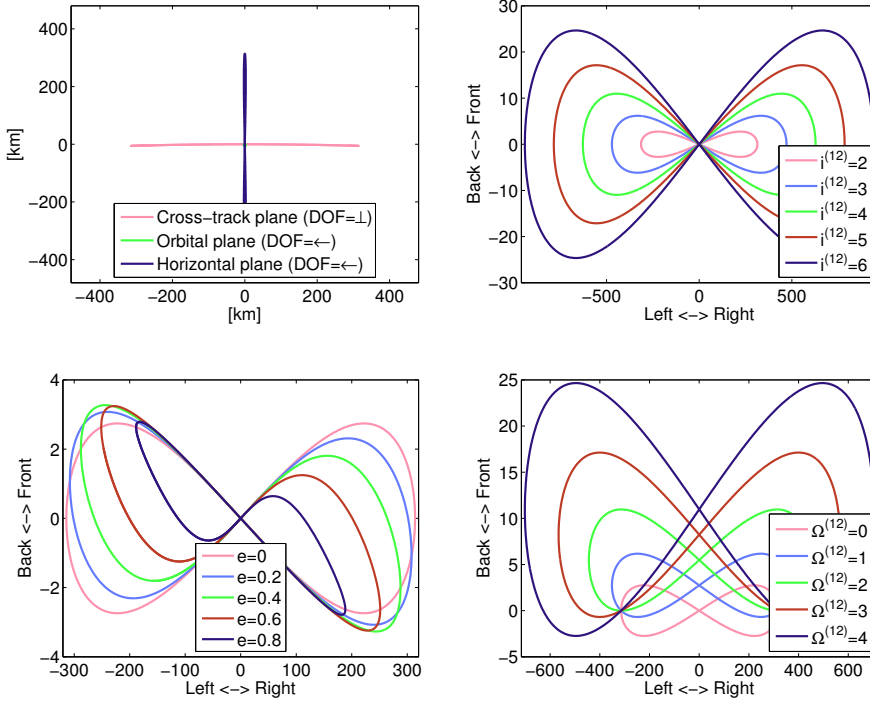 400
200
0
−200
−400
[km]
−400 −200 0 200 400
[km]
Cross−track plane (DOF=⊥)
Orbital plane (DOF=←)
Horizontal plane (DOF=←)
30
20
10
0
−10
−20
−30
Back <−> Front
−500 0 500
Left <−> Right
i(12)=2
i(12)=3
i(12)=4
i(12)=5
i(12)=6
4
2
0
−2
−4
Back <−> Front
−300 −200 −100 0 100 200 300
Left <−> Right
e=0
e=0.2
e=0.4
e=0.6
e=0.8
25
20
15
10
5
0
−5
Back <−> Front
−600 −400 −200 0 200 400 600
Left <−> Right
Ω(12)=0
Ω(12)=1
Ω(12)=2
Ω(12)=3
Ω(12)=4